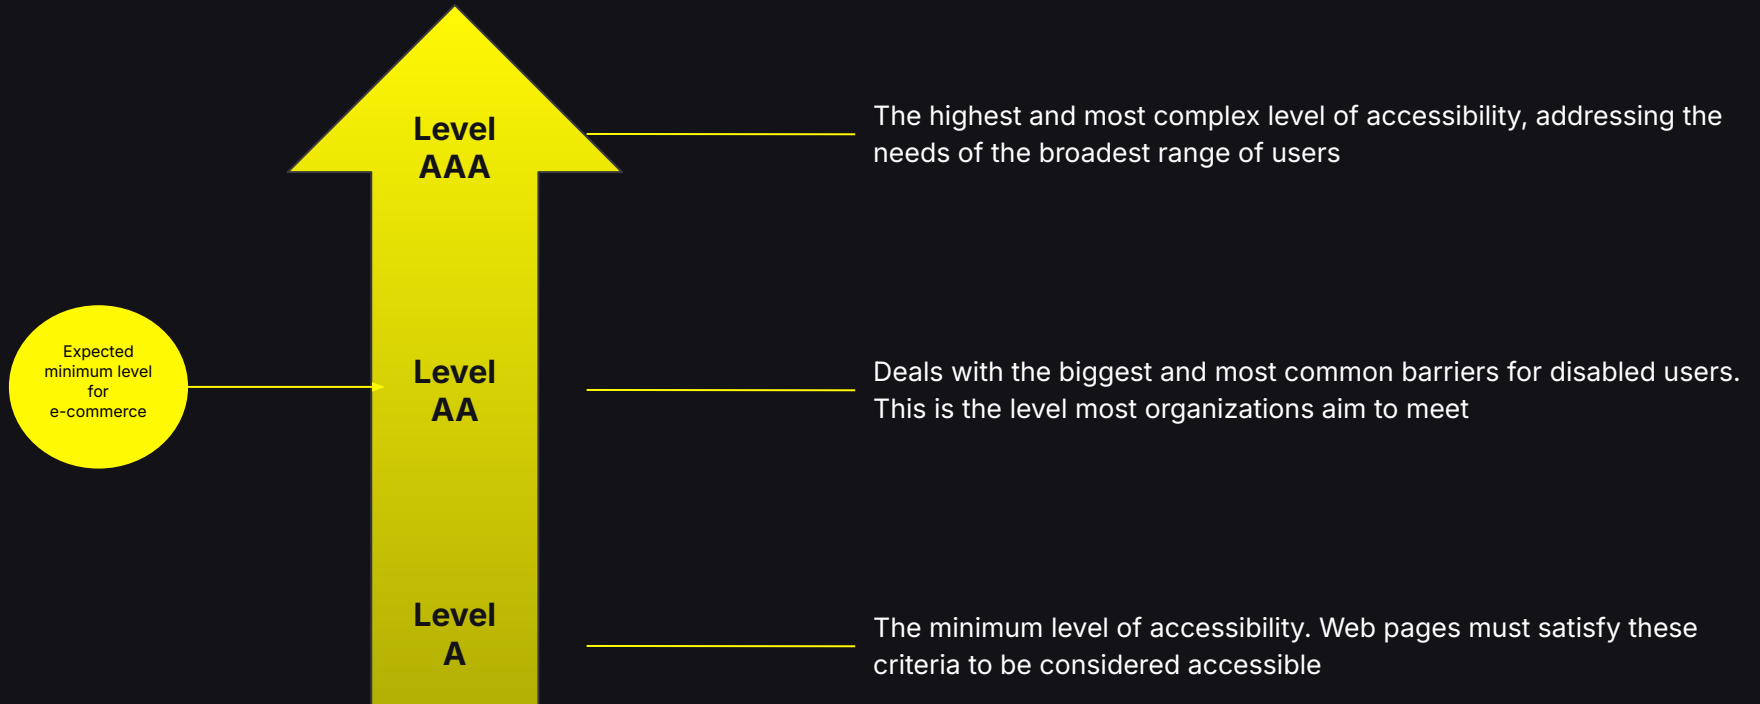 Level
AAA
The highest and most complex level of accessibility, addressing the
needs of the broadest range of users
Expected
minimum level
for
e-commerce
Level
AA
Deals with the biggest and most common barriers for disabled users.
This is the level most organizations aim to meet
Level
A
The minimum level of accessibility. Web pages must satisfy these
criteria to be considered accessible